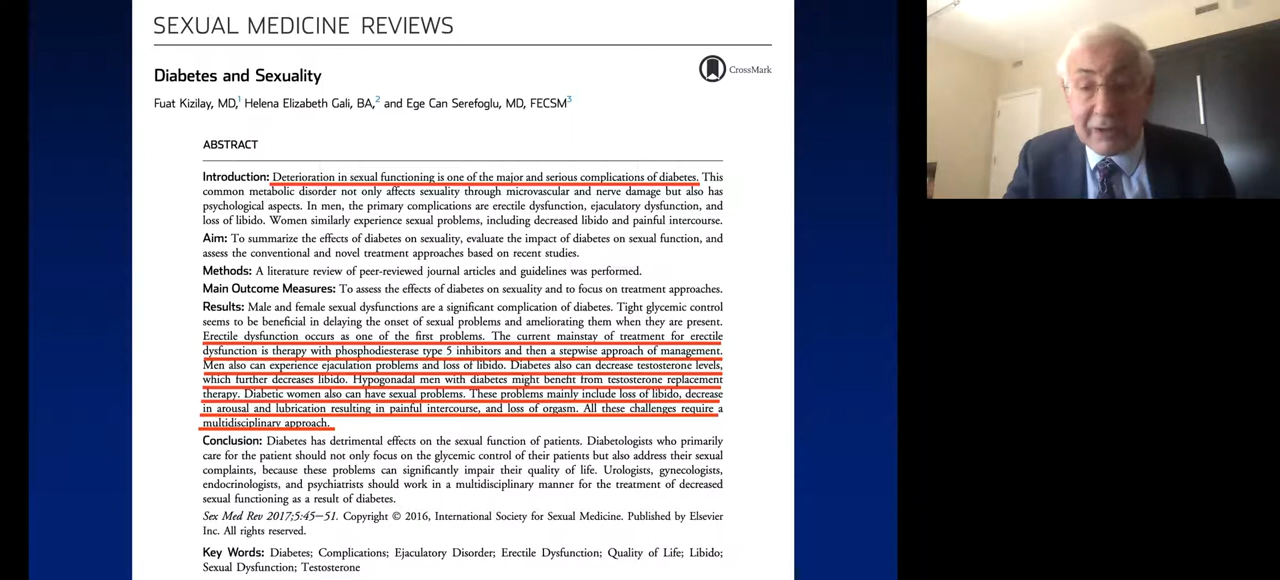 SEXUAL MEDICINE REVIEWS
Diabetes and Sexuality
CrossMark
Fuat Kizilay, MD,1 Helena Elizabeth Gali, BA,2 and Ege Can Serefoglu, MD, FECSM3
ABSTRACT
Introduction: Deterioration in sexual functioning is one of the major and serious complications of diabetes. This
common metabolic disorder not only affects sexuality through microvascular and nerve damage but also has
psychological aspects. In men, the primary complications are erectile dysfunction, ejaculatory dysfunction, and
loss of libido. Women similarly experience sexual problems, including decreased libido and painful intercourse.
Aim: To summarize the effects of diabetes on sexuality, evaluate the impact of diabetes on sexual function, and
assess the conventional and novel treatment approaches based on recent studies.
Methods: A literature review of peer-reviewed journal articles and guidelines was performed.
Main Outcome Measures: To assess the effects of diabetes on sexuality and to focus on treatment approaches.
Results: Male and female sexual dysfunctions are a significant complication of diabetes. Tight glycemic control
seems to be beneficial in delaying the onset of sexual problems and ameliorating them when they are present.
Erectile dysfunction occurs as one of the first problems. The current mainstay of treatment for erectile
dysfunction is therapy with phosphodiesterase type 5 inhibitors and then a stepwise approach of management.
Men also can experience ejaculation problems and loss of libido. Diabetes also can decrease testosterone levels,
which further decreases libido. Hypogonadal men with diabetes might benefit from testosterone replacement
therapy. Diabetic women also can have sexual problems. These problems mainly include loss of libido, decrease
in arousal and lubrication resulting in painful intercourse, and loss of orgasm. All these challenges require a
multidisciplinary approach.
Conclusion: Diabetes has detrimental effects on the sexual function of patients. Diabetologists who primarily
care for the patient should not only focus on the glycemic control of their patients but also address their sexual
complaints, because these problems can significantly impair their quality of life. Urologists, gynecologists,
endocrinologists, and psychiatrists should work in a multidisciplinary manner for the treatment of decreased
sexual functioning as a result of diabetes.
Sex Med Rev 2017;5:45–51. Copyright © 2016, International Society for Sexual Medicine. Published by Elsevier
Inc. All rights reserved.
Key Words: Diabetes; Complications; Ejaculatory Disorder; Erectile Dysfunction; Quality of Life; Libido;
Sexual Dysfunction; Testosterone